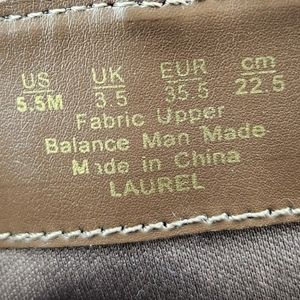 US UK EUR cm
5.5M 3.5 35.5 22.5
Fabric Upper
Balance Man Made
Made in China
LAUREL